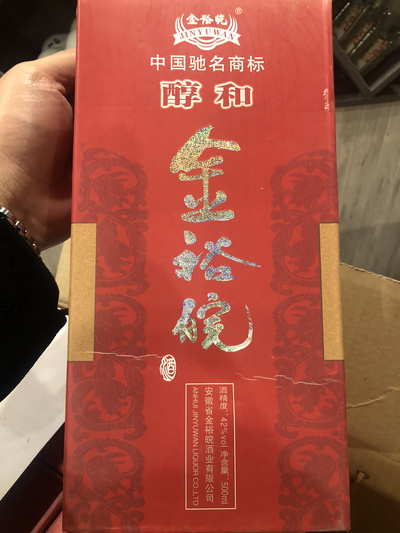 金裕皖
®
JINYUWAN
中国驰名商标
醇和
金裕皖
酒
酒精度：42%vol 净含量：500ml
安徽省金裕皖酒业有限公司
ANHUI JINYUWAN LIQUOR CO.,LTD